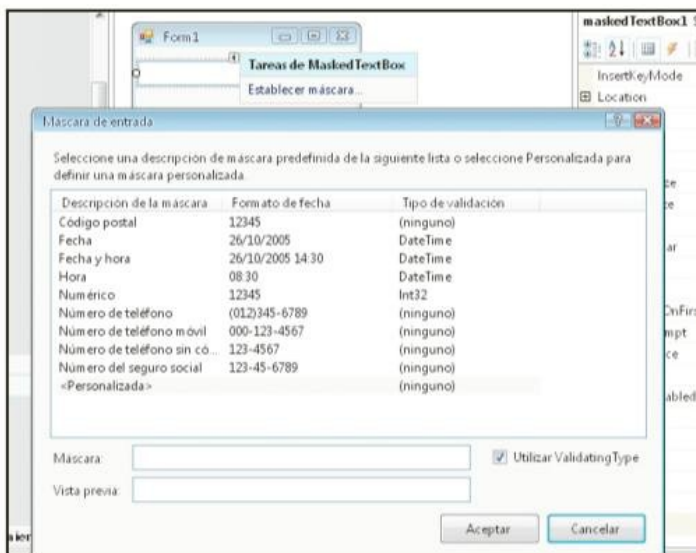 Form1
Tareas de MaskedTextBox
Establecer máscara...
maskedTextBox1
InsertKeyMode
Location
Máscara de entrada
Seleccione una descripción de máscara predefinida de la siguiente lista o seleccione Personalizada para
definir una máscara personalizada.
Descripción de la máscara Formato de fecha Tipo de validación
Código postal 12345 (ninguno)
Fecha 26/10/2005 DateTime
Fecha y hora 26/10/2005 14:30 DateTime
Hora 08:30 DateTime
Numérico 12345 Int32
Número de teléfono (012)345-6789 (ninguno)
Número de teléfono móvil 000-123-4567 (ninguno)
Número de teléfono sin có... 123-4567 (ninguno)
Número del seguro social 123-45-6789 (ninguno)
<Personalizada> (ninguno)
Máscara:
Utilizar ValidatingType
Vista previa:
Aceptar
Cancelar